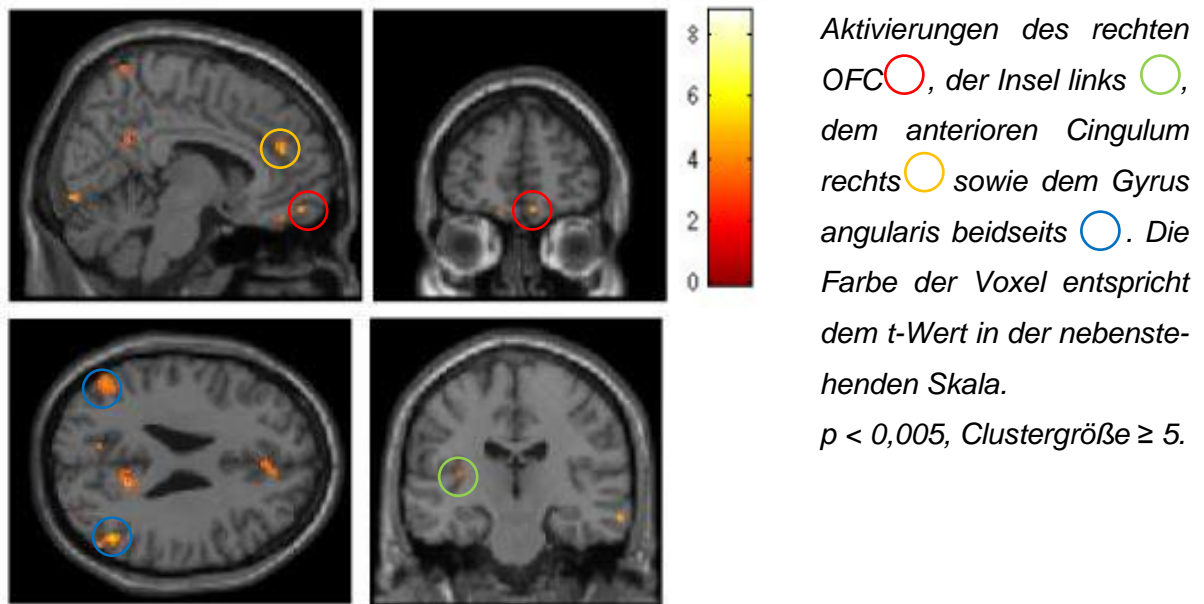 8
6
4
2
0
Aktivierungen des rechten
OFC , der Insel links ,
dem anterioren Cingulum
rechts sowie dem Gyrus
angularis beidseits . Die
Farbe der Voxel entspricht
dem t-Wert in der nebenste-
henden Skala.
p < 0,005, Clustergröße ≥ 5.